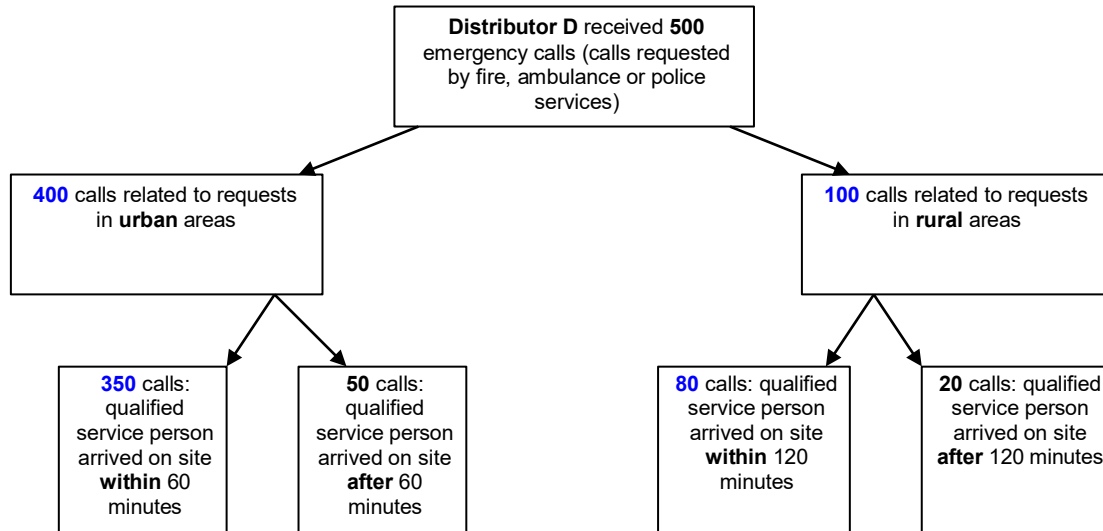 Distributor D received 500
emergency calls (calls requested
by fire, ambulance or police
services)
400 calls related to requests
in urban areas
100 calls related to requests
in rural areas
350 calls:
qualified
service person
arrived on site
within 60
minutes
50 calls:
qualified
service person
arrived on site
after 60
minutes
80 calls: qualified
service person
arrived on site
within 120
minutes
20 calls: qualified
service person
arrived on site
after 120 minutes